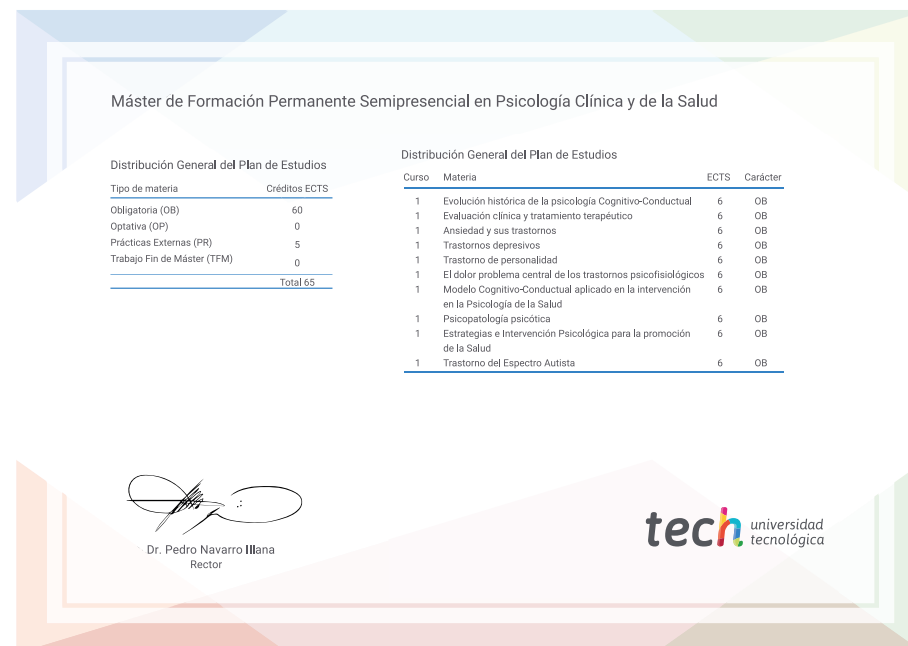 Máster de Formación Permanente Semipresencial en Psicología Clínica y de la Salud
Distribución General del Plan de Estudios
Tipo de materia Créditos ECTS
Obligatoria (OB) 60
Optativa (OP) 0
Prácticas Externas (PR) 5
Trabajo Fin de Máster (TFM) 0
Total 65
Distribución General del Plan de Estudios
Curso Materia ECTS Carácter
1 Evolución histórica de la psicología Cognitivo-Conductual 6 OB
1 Evaluación clínica y tratamiento terapéutico 6 OB
1 Ansiedad y sus trastornos 6 OB
1 Trastornos depresivos 6 OB
1 Trastorno de personalidad 6 OB
1 El dolor problema central de los trastornos psicofisiológicos 6 OB
1 Modelo Cognitivo-Conductual aplicado en la intervención 6 OB
en la Psicología de la Salud
1 Psicopatología psicótica 6 OB
1 Estrategias e Intervención Psicológica para la promoción 6 OB
de la Salud
1 Trastorno del Espectro Autista 6 OB
Dr. Pedro Navarro Illana
Rector
tech universidad
tecnológica